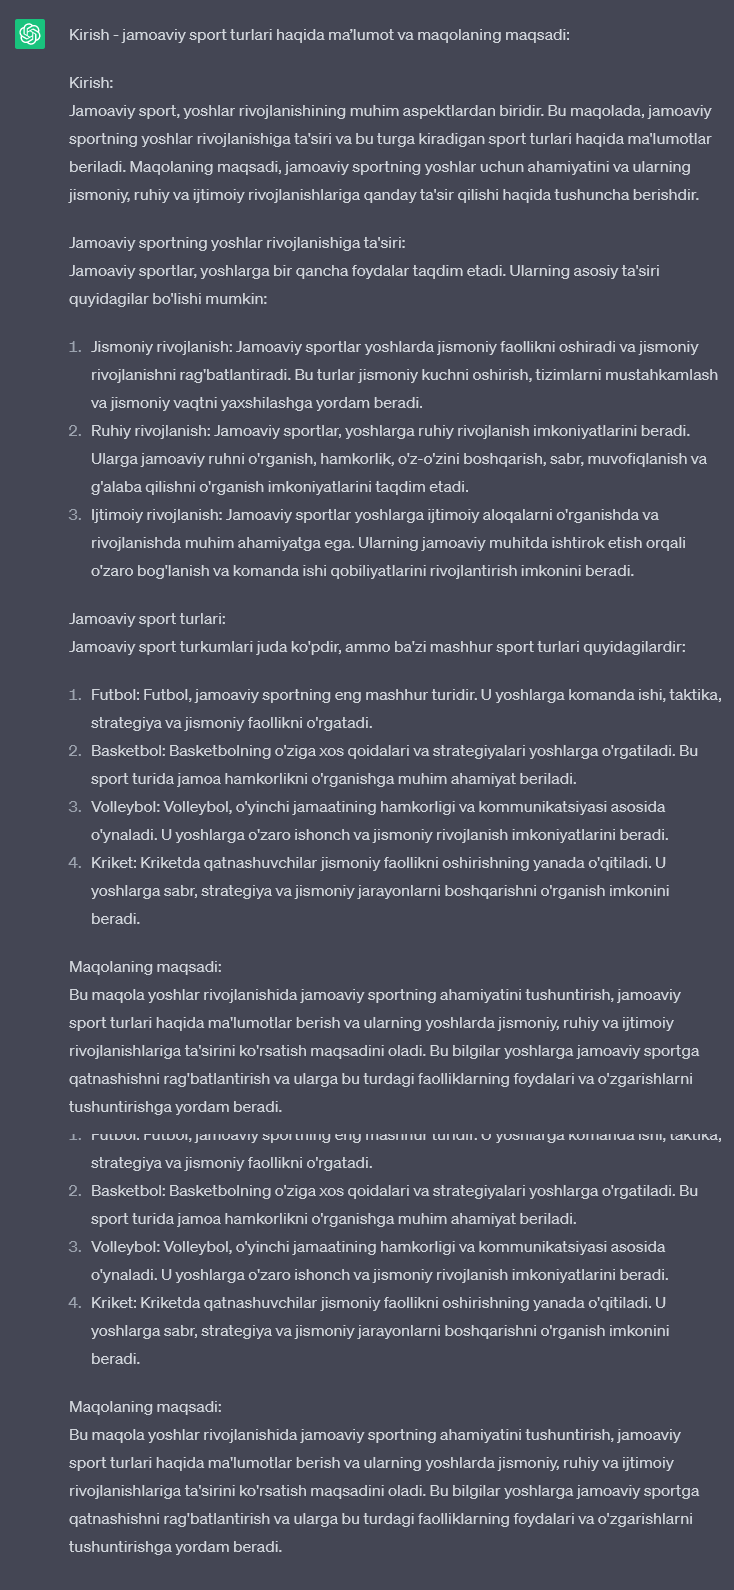 Kirish - jamoaviy sport turlari haqida ma’lumot va maqolaning maqsadi:
Kirish:
Jamoaviy sport, yoshlar rivojlanishining muhim aspektlardan biridir. Bu maqolada, jamoaviy
sportning yoshlar rivojlanishiga ta'siri va bu turga kiradigan sport turlari haqida ma'lumotlar
beriladi. Maqolaning maqsadi, jamoaviy sportning yoshlar uchun ahamiyatini va ularning
jismoniy, ruhiy va ijtimoiy rivojlanishlariga qanday ta'sir qilishi haqida tushuncha berishdir.
Jamoaviy sportning yoshlar rivojlanishiga ta'siri:
Jamoaviy sportlar, yoshlarga bir qancha foydalar taqdim etadi. Ularning asosiy ta'siri
quyidagilar bo'lishi mumkin:
1. Jismoniy rivojlanish: Jamoaviy sportlar yoshlarda jismoniy faollikni oshiradi va jismoniy
rivojlanishni rag'batlantiradi. Bu turlar jismoniy kuchni oshirish, tizimlarni mustahkamlash
va jismoniy vaqtni yaxshilashga yordam beradi.
2. Ruhiy rivojlanish: Jamoaviy sportlar, yoshlarga ruhiy rivojlanish imkoniyatlarini beradi.
Ularga jamoaviy ruhni o'rganish, hamkorlik, o'z-o'zini boshqarish, sabr, muvofiqlanish va
g'alaba qilishni o'rganish imkoniyatlarini taqdim etadi.
3. Ijtimoiy rivojlanish: Jamoaviy sportlar yoshlarga ijtimoiy aloqalarni o'rganishda va
rivojlanishda muhim ahamiyatga ega. Ularning jamoaviy muhitda ishtirok etish orqali
o'zaro bog'lanish va komanda ishi qobiliyatlarini rivojlantirish imkonini beradi.
Jamoaviy sport turlari:
Jamoaviy sport turkumlari juda ko'pdir, ammo ba'zi mashhur sport turlari quyidagilardir:
1. Futbol: Futbol, jamoaviy sportning eng mashhur turidir. U yoshlarga komanda ishi, taktika,
strategiya va jismoniy faollikni o'rgatadi.
2. Basketbol: Basketbolning o'ziga xos qoidalari va strategiyalari yoshlarga o'rgatiladi. Bu
sport turida jamoa hamkorlikni o'rganishga muhim ahamiyat beriladi.
3. Volleybol: Volleybol, o'yinchi jamaatining hamkorligi va kommunikatsiyasi asosida
o'ynaladi. U yoshlarga o'zaro ishonch va jismoniy rivojlanish imkoniyatlarini beradi.
4. Kriket: Kriketda qatnashuvchilar jismoniy faollikni oshirishning yanada o'qitiladi. U
yoshlarga sabr, strategiya va jismoniy jarayonlarni boshqarishni o'rganish imkonini
beradi.
Maqolaning maqsadi:
Bu maqola yoshlar rivojlanishida jamoaviy sportning ahamiyatini tushuntirish, jamoaviy
sport turlari haqida ma'lumotlar berish va ularning yoshlarda jismoniy, ruhiy va ijtimoiy
rivojlanishlariga ta'sirini ko'rsatish maqsadini oladi. Bu bilgilar yoshlarga jamoaviy sportga
qatnashishni rag'batlantirish va ularga bu turdagi faolliklarning foydalari va o'zgarishlarni
tushuntirishga yordam beradi.
1. Futbol: Futbol, jamoaviy sportning eng mashhur turidir. U yoshlarga komanda ishi, taktika,
strategiya va jismoniy faollikni o'rgatadi.
2. Basketbol: Basketbolning o'ziga xos qoidalari va strategiyalari yoshlarga o'rgatiladi. Bu
sport turida jamoa hamkorlikni o'rganishga muhim ahamiyat beriladi.
3. Volleybol: Volleybol, o'yinchi jamaatining hamkorligi va kommunikatsiyasi asosida
o'ynaladi. U yoshlarga o'zaro ishonch va jismoniy rivojlanish imkoniyatlarini beradi.
4. Kriket: Kriketda qatnashuvchilar jismoniy faollikni oshirishning yanada o'qitiladi. U
yoshlarga sabr, strategiya va jismoniy jarayonlarni boshqarishni o'rganish imkonini
beradi.
Maqolaning maqsadi:
Bu maqola yoshlar rivojlanishida jamoaviy sportning ahamiyatini tushuntirish, jamoaviy
sport turlari haqida ma'lumotlar berish va ularning yoshlarda jismoniy, ruhiy va ijtimoiy
rivojlanishlariga ta'sirini ko'rsatish maqsadini oladi. Bu bilgilar yoshlarga jamoaviy sportga
qatnashishni rag'batlantirish va ularga bu turdagi faolliklarning foydalari va o'zgarishlarni
tushuntirishga yordam beradi.